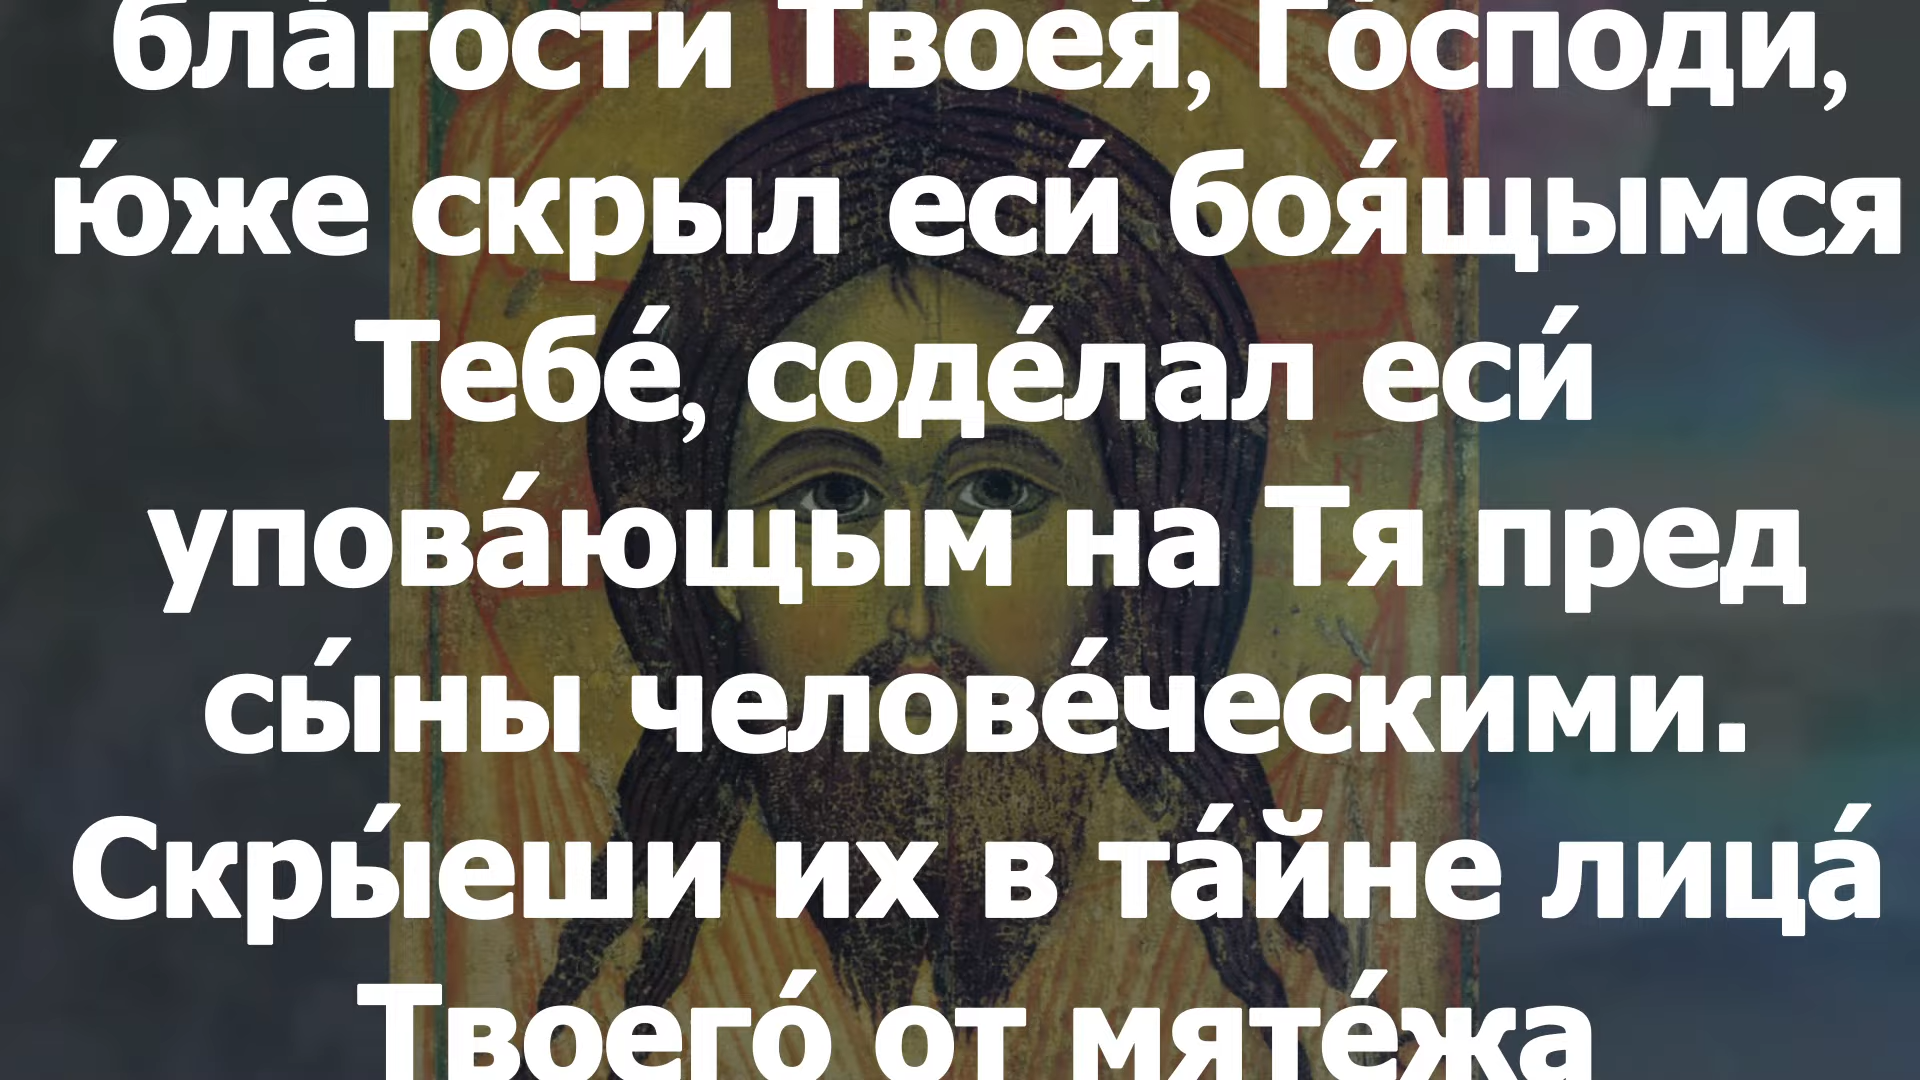 бла́гости Твоея́, Го́споди,
ю́же скрыл еси́ боя́щымся
Тебе́, соде́лал еси́
упова́ющым на Тя пред
сы́ны челове́ческими.
Скры́еши их в та́йне лица́
Твоего́ от мяте́жа